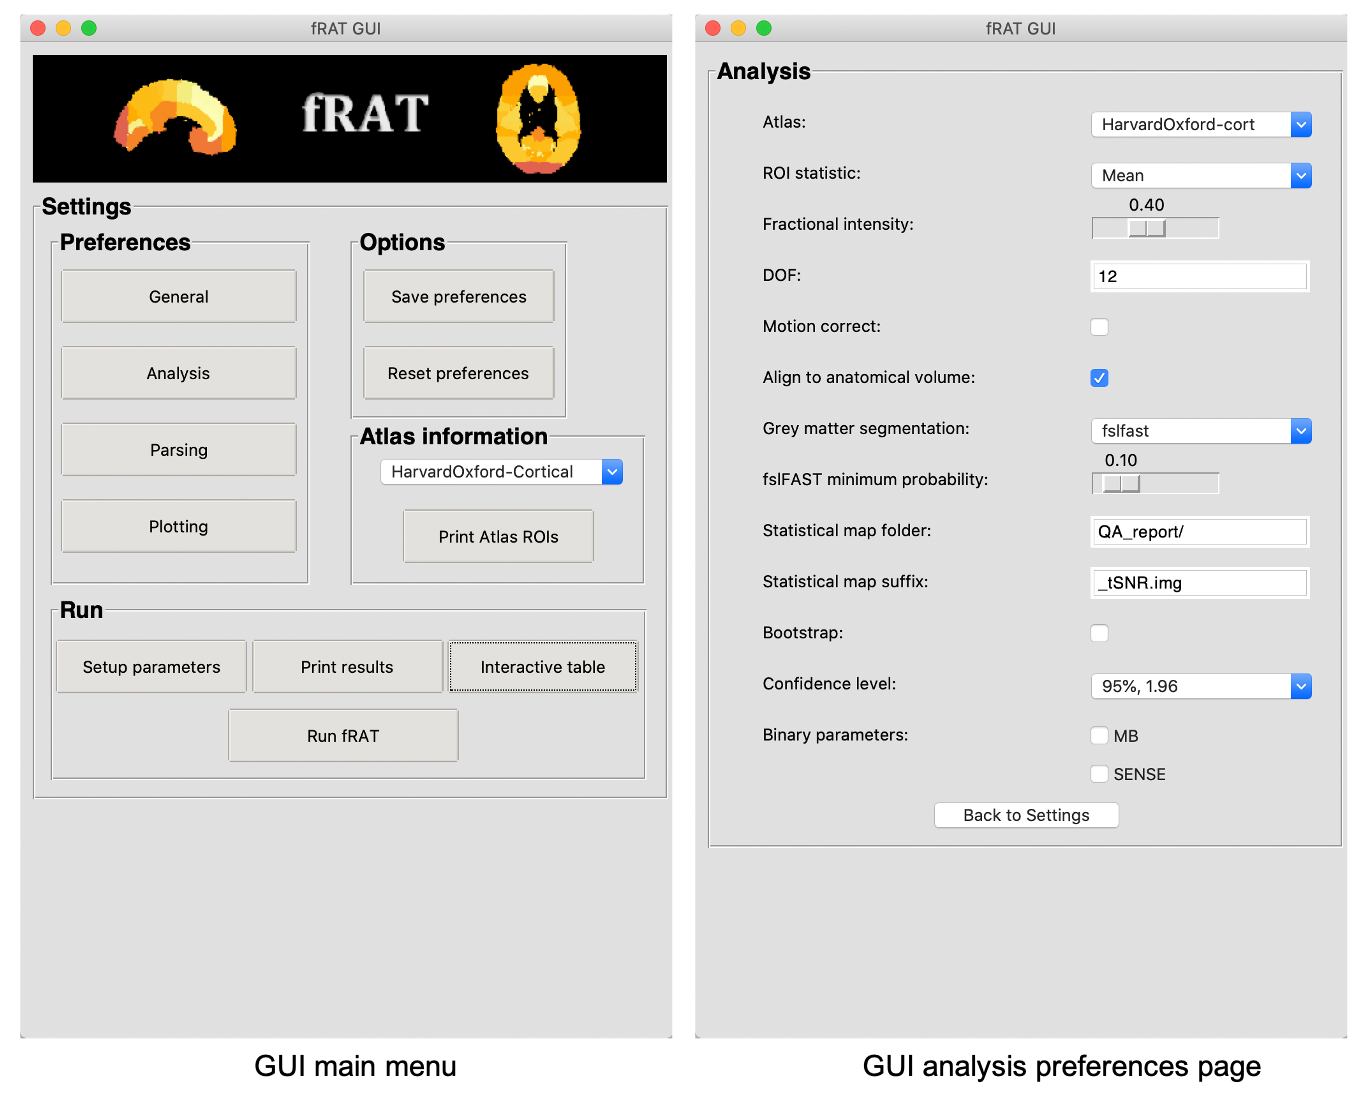 fRAT GUI
fRAT
Settings
Preferences
General
Analysis
Parsing
Plotting
Options
Save preferences
Reset preferences
Atlas information
HarvardOxford-Cortical
Print Atlas ROIs
Run
Setup parameters Print results Interactive table
Run fRAT
GUI main menu
fRAT GUI
Analysis
Atlas: HarvardOxford-cort
ROI statistic: Mean
0.40
Fractional intensity:
DOF: 12
Motion correct:
Align to anatomical volume:
Grey matter segmentation: fslfast
0.10
fslFAST minimum probability:
Statistical map folder: QA_report/
Statistical map suffix: _tSNR.img
Bootstrap:
Confidence level: 95%, 1.96
Binary parameters: MB
SENSE
Back to Settings
GUI analysis preferences page